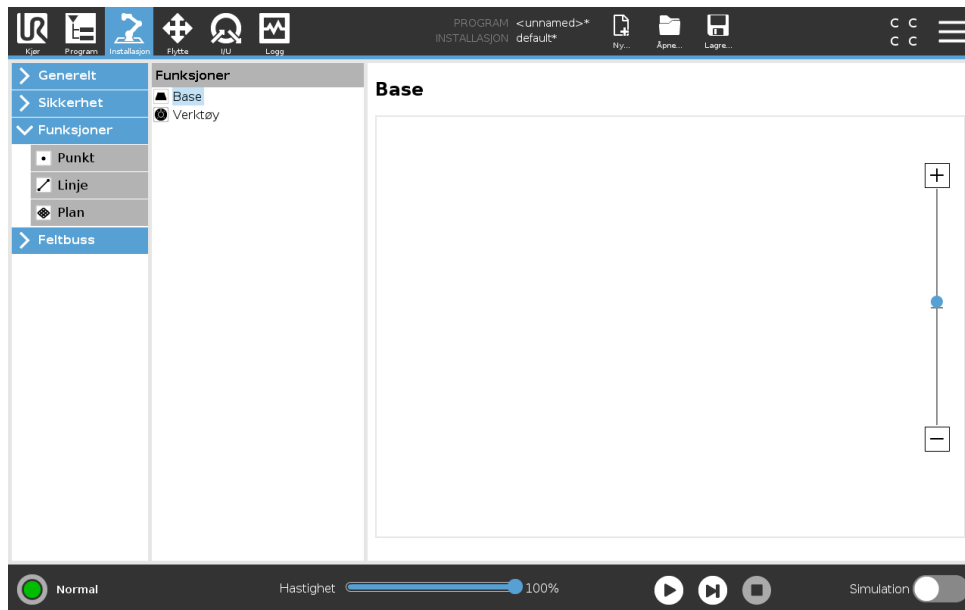 PROGRAM <unnamed>*
INSTALLASJON default*
UR
Kjør Program Installasjon Flytte I/U Logg
Ny... Åpne... Lagre...
C C
C C
Generelt
Sikkerhet
Funksjoner
Punkt
Linje
Plan
Feltbuss
Funksjoner
Base
Verktøy
Base
Normal
Hastighet 100%
Simulation